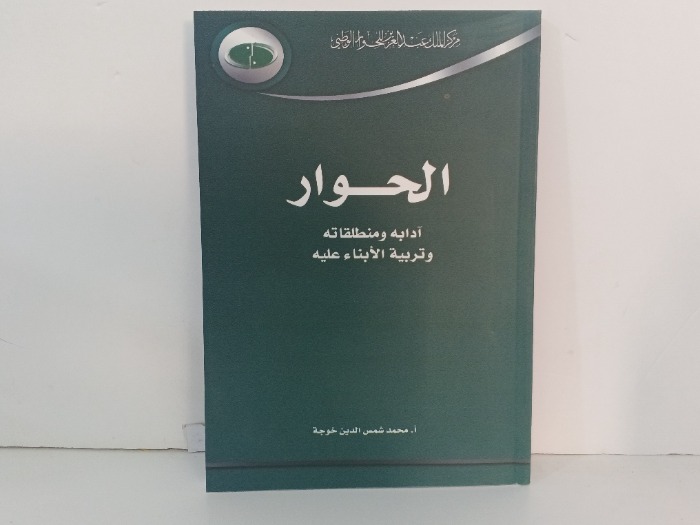 مركز الملك عبدالعزيز للحوار الوطني
الحوار
آدابه ومنطلقاته
وتربية الأبناء عليه
أ. محمد شمس الدين خوجة